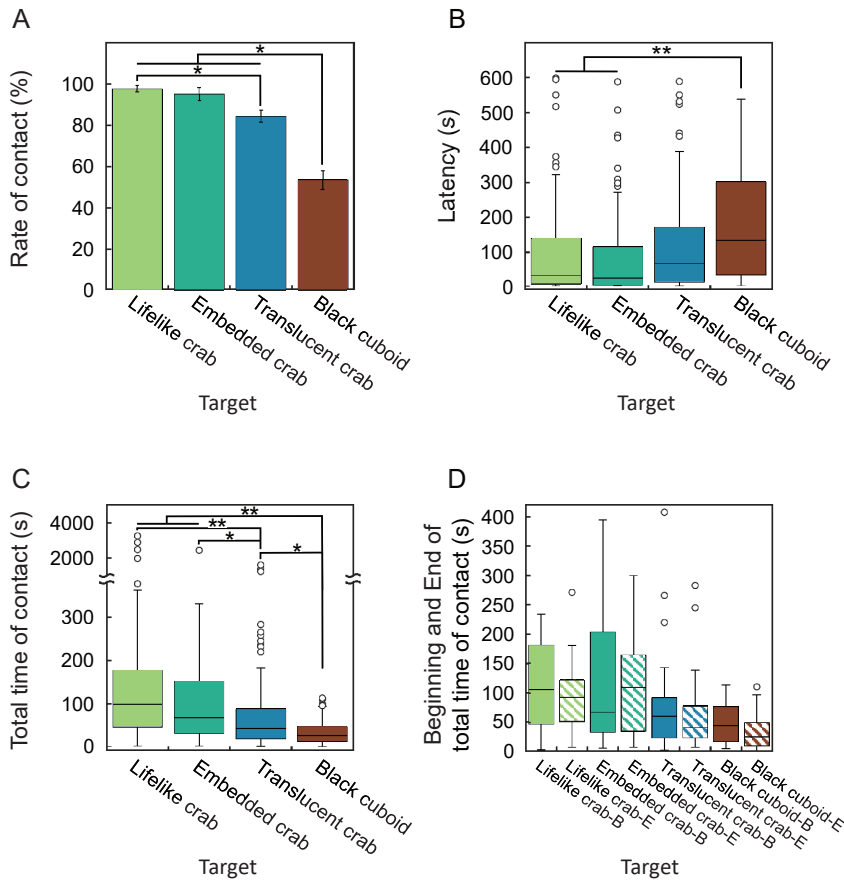 A
Rate of contact (%)
100
80
60
40
20
0
*
*
Lifelike crab
Embedded crab
Translucent crab
Black cuboid
Target
B
Latency (s)
600
500
400
300
200
100
0
**
Lifelike crab
Embedded crab
Translucent crab
Black cuboid
Target
C
Total time of contact (s)
4000
2000
300
200
100
0
**
**
*
*
Lifelike crab
Embedded crab
Translucent crab
Black cuboid
Target
D
Beginning and End of
total time of contact (s)
400
350
300
250
200
150
100
50
0
Lifelike crab-B
Lifelike crab-E
Embedded crab-B
Embedded crab-E
Translucent crab-B
Translucent crab-E
Black cuboid-B
Black cuboid-E
Target